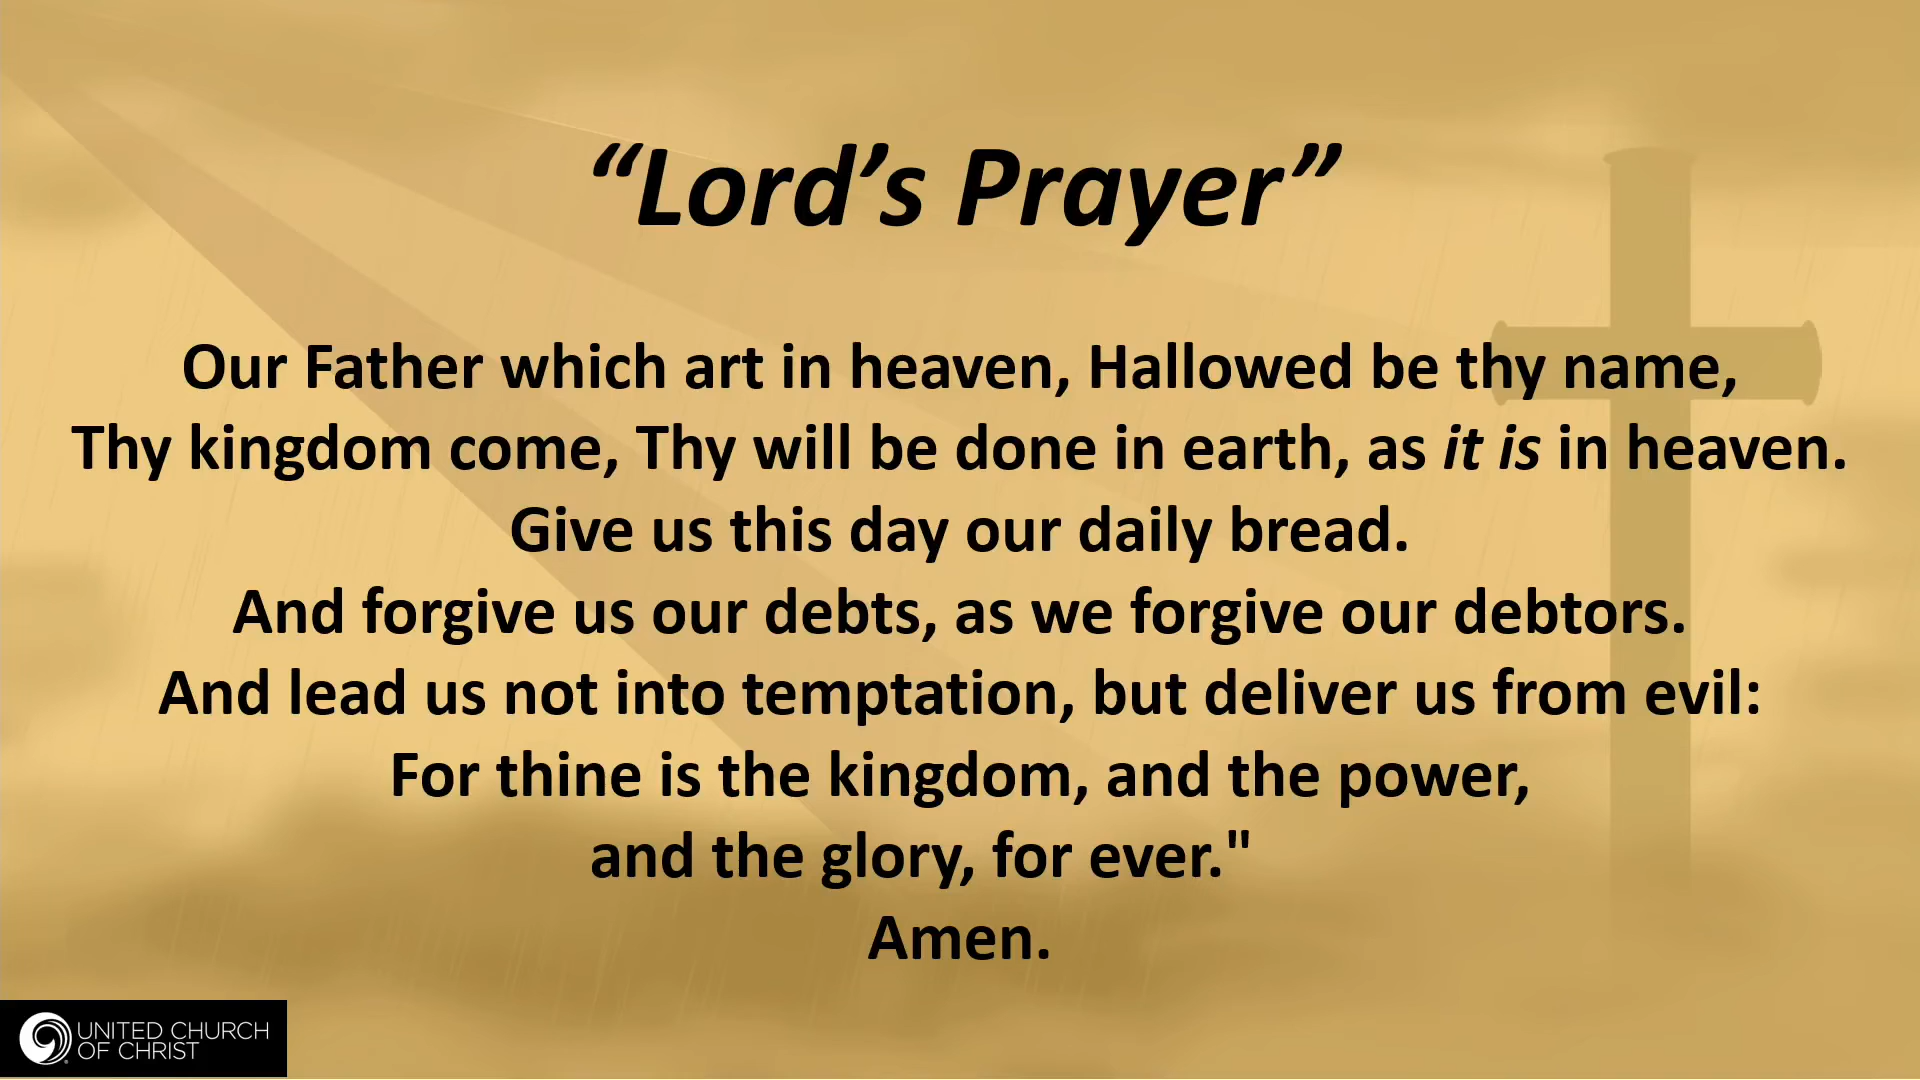 “Lord’s Prayer”
Our Father which art in heaven, Hallowed be thy name,
Thy kingdom come, Thy will be done in earth, as it is in heaven.
Give us this day our daily bread.
And forgive us our debts, as we forgive our debtors.
And lead us not into temptation, but deliver us from evil:
For thine is the kingdom, and the power,
and the glory, for ever."
Amen.
UNITED CHURCH
OF CHRIST